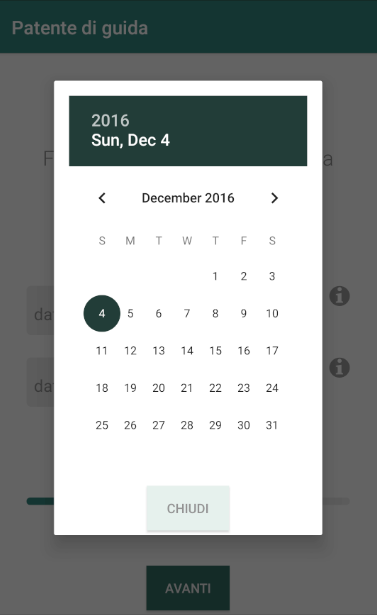 Patente di guida
2016
Sun, Dec 4
December 2016
S M T W T F S
1 2 3
4 5 6 7 8 9 10
11 12 13 14 15 16 17
18 19 20 21 22 23 24
25 26 27 28 29 30 31
CHIUDI
AVANTI